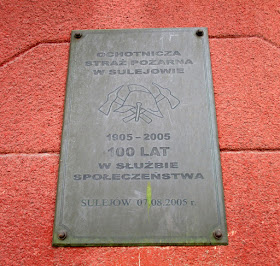 OCHOTNICZA
STRAŻ POŻARNA
W SULEJOWIE
1905-2005
100 LAT
W SŁUŻBIE
SPOŁECZEŃSTWA
SULEJÓW 07.08.2005 r.